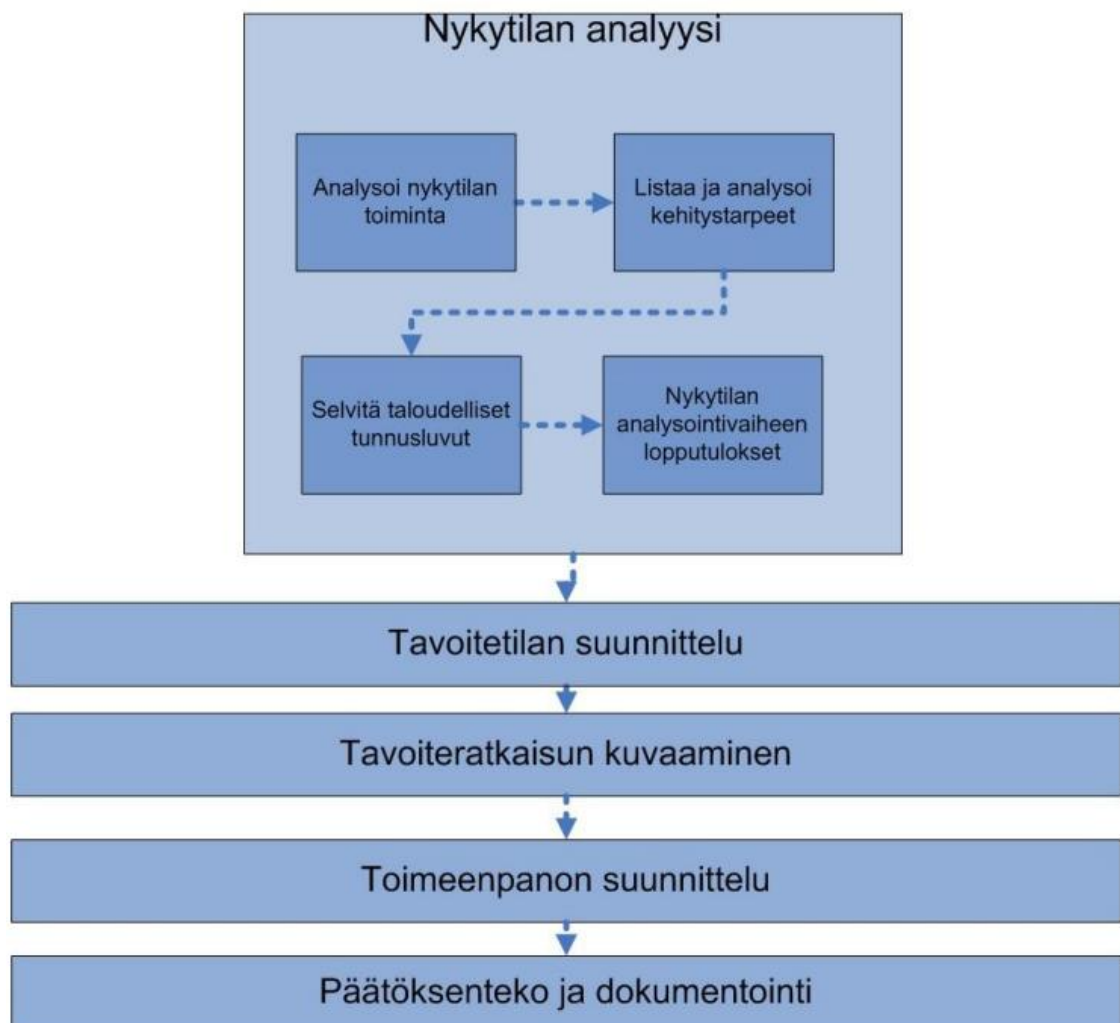 Nykytilan analyysi
Analysoi nykytilan
toiminta
Listaa ja analysoi
kehitystarpeet
Selvitä taloudelliset
tunnusluvut
Nykytilan
analysointivaiheen
lopputulokset
Tavoitetilan suunnittelu
Tavoiteratkaisun kuvaaminen
Toimeenpanon suunnittelu
Päätöksenteko ja dokumentointi